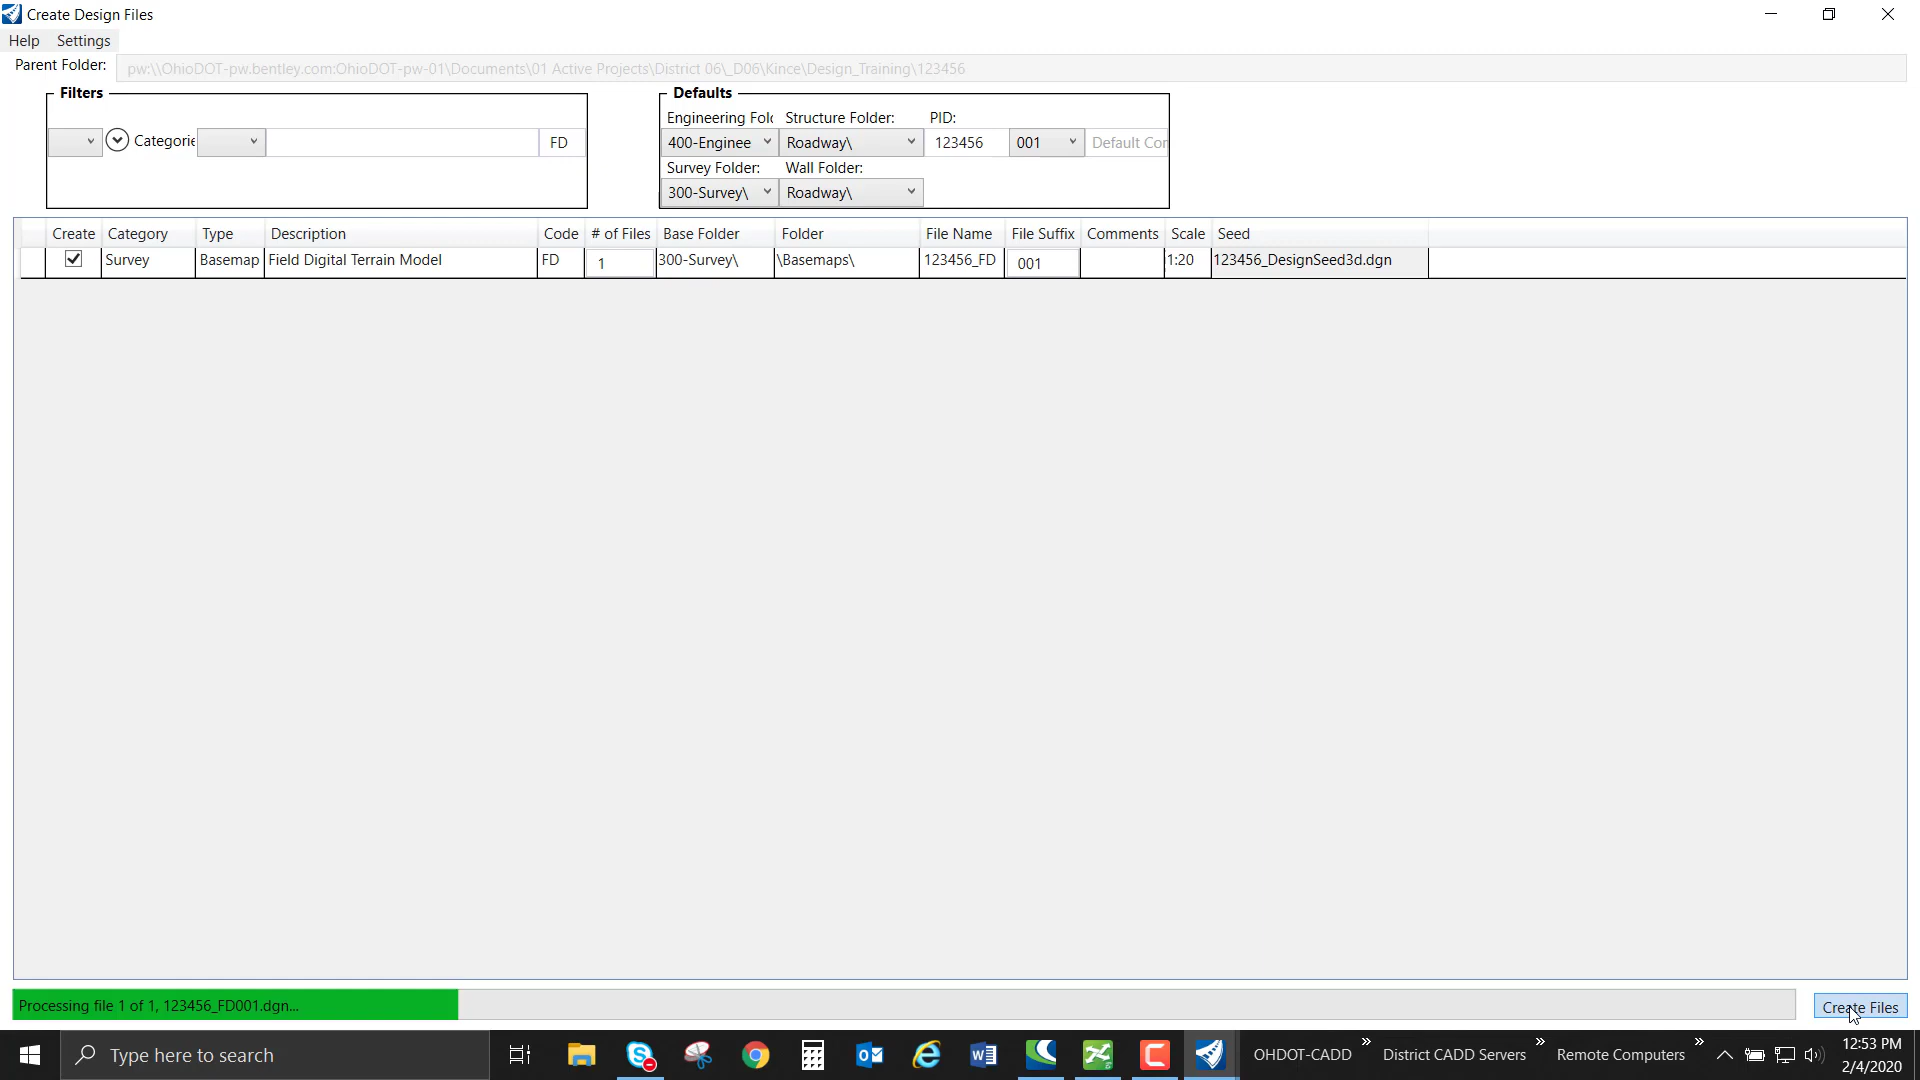 Create Design Files
Help Settings
Parent Folder: pw:\\OhioDOT-pw.bentley.com:OhioDOT-pw-01\Documents\01 Active Projects\District 06\_D06\Kince\Design_Training\123456
Filters
Categorie
FD
Defaults
Engineering Fold Structure Folder: PID:
400-Enginee Roadway\ 123456 001 Default Cor
Survey Folder: Wall Folder:
300-Survey\ Roadway\
Create Category Type Description Code # of Files Base Folder Folder File Name File Suffix Comments Scale Seed
Survey Basemap Field Digital Terrain Model FD 1 300-Survey\ \Basemaps\ 123456_FD 001 1:20 123456_DesignSeed3d.dgn
Processing file 1 of 1, 123456_FD001.dgn...
Create Files
Type here to search
OHDOT-CADD » District CADD Servers » Remote Computers »
12:53 PM
2/4/2020